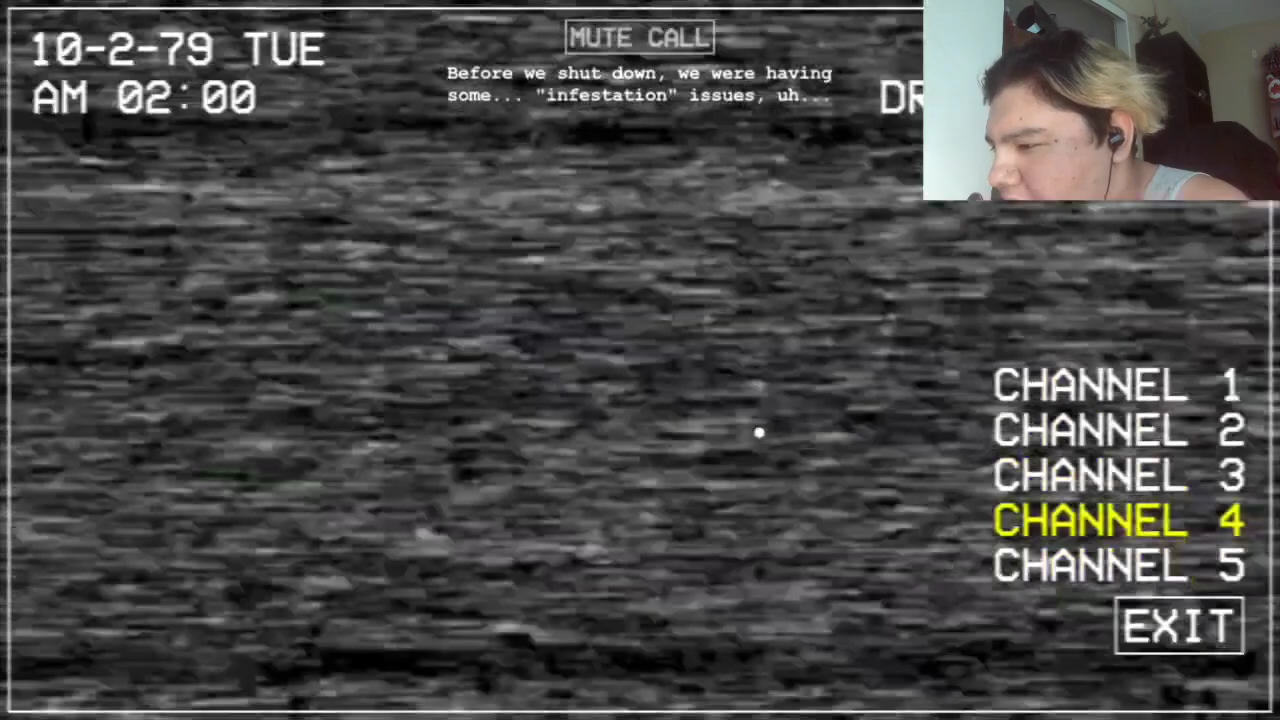 10-2-79 TUE
AM 02:00
MUTE CALL
Before we shut down, we were having
some... "infestation" issues, uh...
DR
CHANNEL 1
CHANNEL 2
CHANNEL 3
CHANNEL 4
CHANNEL 5
EXIT